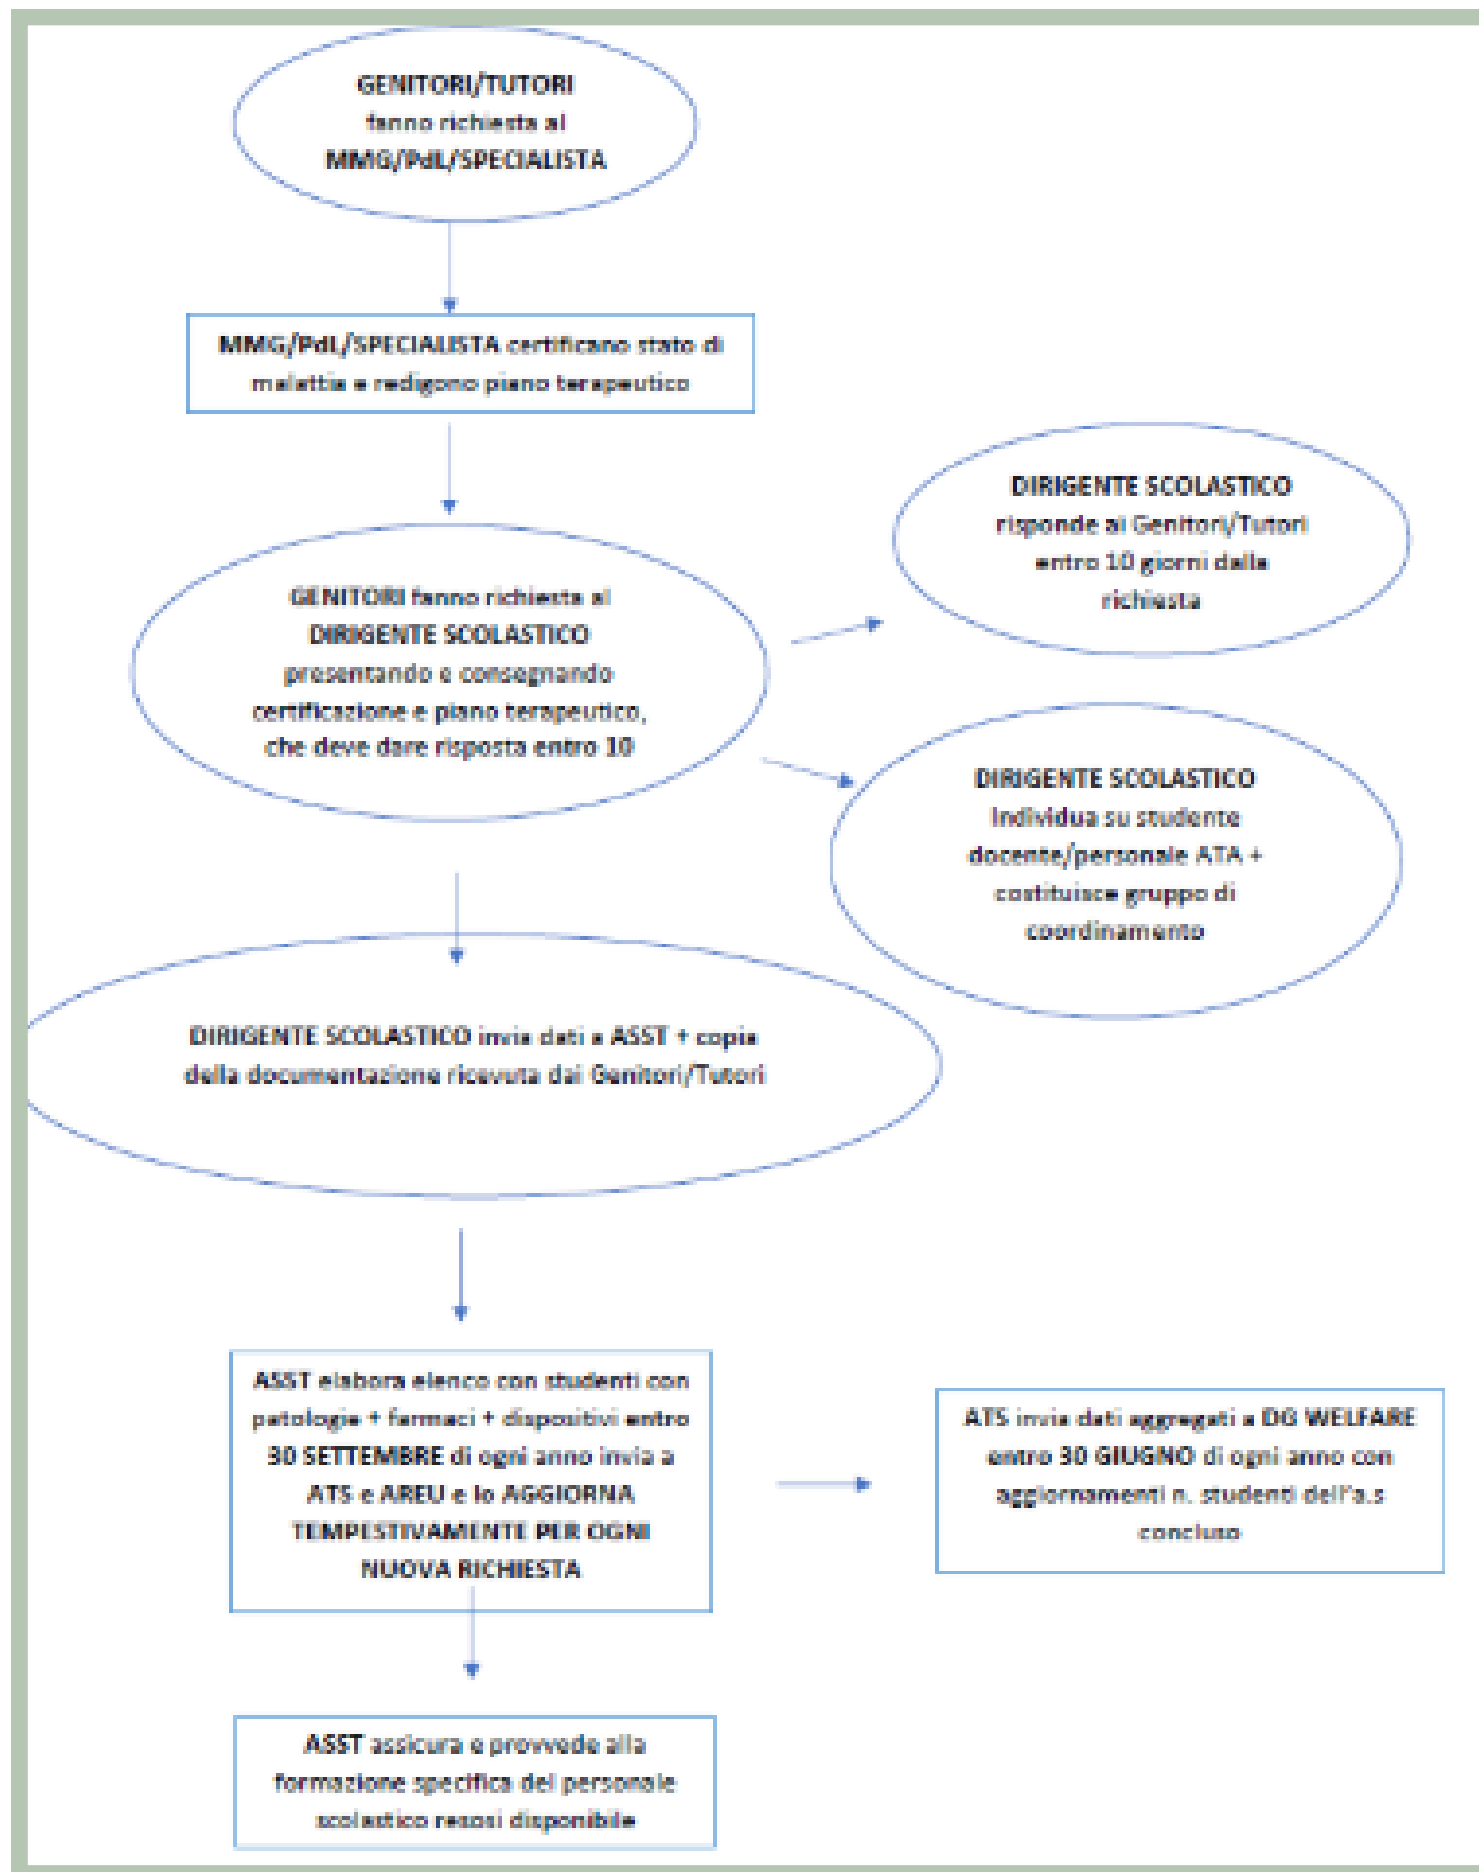 GENITORI/TUTORI
fanno richiesta al
MMG/PdL/SPECIALISTA
MMG/PdL/SPECIALISTA certificano stato di
malattia e redigono piano terapeutico
DIRIGENTE SCOLASTICO
risponde ai Genitori/Tutori
entro 10 giorni dalla
richiesta
GENITORI fanno richiesta al
DIRIGENTE SCOLASTICO
presentando e consegnando
certificazione e piano terapeutico,
che deve dare risposta entro 10
DIRIGENTE SCOLASTICO
Individua su studente
docente/personale ATA +
costituisce gruppo di
coordinamento
DIRIGENTE SCOLASTICO invia dati a ASST + copia
della documentazione ricevuta dai Genitori/Tutori
ASST elabora elenco con studenti con
patologie + farmaci + dispositivi entro
30 SETTEMBRE di ogni anno invia a
ATS e AREU e lo AGGIORNA
TEMPESTIVAMENTE PER OGNI
NUOVA RICHIESTA
ATS invia dati aggregati a DG WELFARE
entro 30 GIUGNO di ogni anno con
aggiornamenti n. studenti dell'a.s
concluso
ASST assicura e provvede alla
formazione specifica del personale
scolastico resosi disponibile